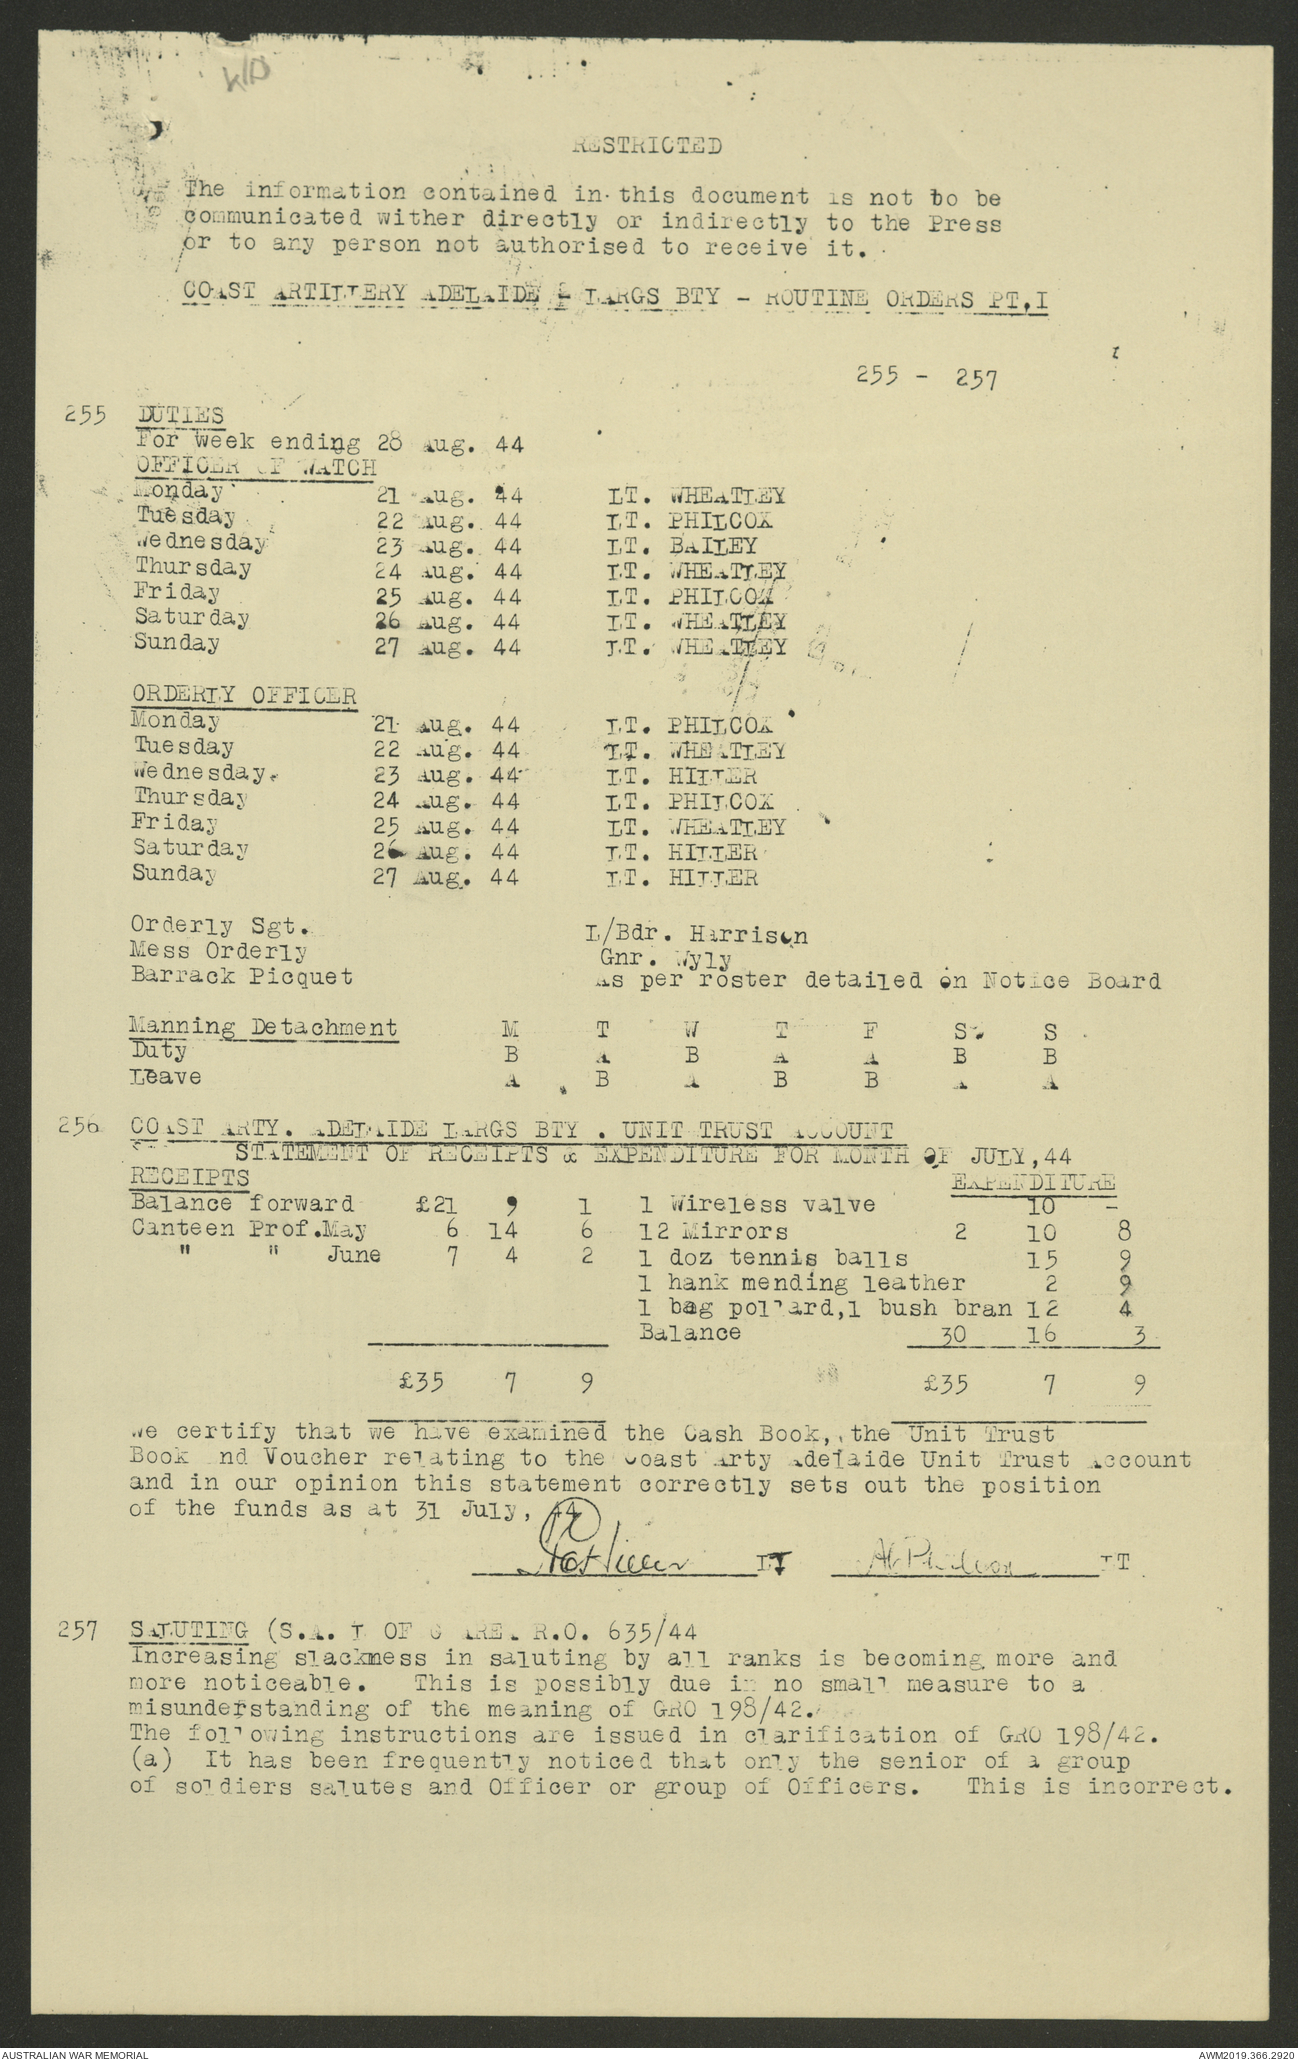 RESTRICTED
The information contained in this document is not to be
communicated wither directly or indirectly to the Press
or to any person not authorised to receive it.
COAST ARTILLERY ADELAIDE - LARGS BTY - ROUTINE ORDERS PT.I
255 - 257
255 DUTIES
For week ending 28 Aug. 44
OFFICER OF WATCH
Monday 21 Aug. 44 LT. WHEATLEY
Tuesday 22 Aug. 44 LT. PHILCOX
Wednesday 23 Aug. 44 LT. BAILEY
Thursday 24 Aug. 44 LT. WHEATLEY
Friday 25 Aug. 44 LT. PHILCOX
Saturday 26 Aug. 44 LT. WHEATLEY
Sunday 27 Aug. 44 LT. WHEATLEY
ORDERLY OFFICER
Monday 21 Aug. 44 LT. PHILCOX
Tuesday 22 Aug. 44 LT. WHEATLEY
Wednesday. 23 Aug. 44 LT. HILLER
Thursday 24 Aug. 44 LT. PHILCOX
Friday 25 Aug. 44 LT. WHEATLEY
Saturday 26 Aug. 44 LT. HILLER
Sunday 27 Aug. 44 LT. HILLER
Orderly Sgt. L/Bdr. Harrison
Mess Orderly Gnr. Wyly
Barrack Picquet As per roster detailed on Notice Board
Manning Detachment M T W T F S S
Duty B A B A A B B
Leave A B A B B A A
256 COAST ARTY. ADELAIDE LARGS BTY . UNIT TRUST ACCOUNT
STATEMENT OF RECEIPTS & EXPENDITURE FOR MONTH OF JULY,44
RECEIPTS EXPENDITURE
Balance forward £21 9 1 1 Wireless valve 10 -
Canteen Prof.May 6 14 6 12 Mirrors 2 10 8
" " June 7 4 2 1 doz tennis balls 15 9
1 hank mending leather 2 9
1 bag pollard,1 bush bran 12 4
Balance 30 16 3
£35 7 9 £35 7 9
We certify that we have examined the Cash Book, the Unit Trust
Book and Voucher relating to the Coast Arty Adelaide Unit Trust Account
and in our opinion this statement correctly sets out the position
of the funds as at 31 July, 44
LT LT
257 SALUTING (S.A. L OF C AREA R.O. 635/44
Increasing slackness in saluting by all ranks is becoming more and
more noticeable. This is possibly due in no small measure to a
misunderstanding of the meaning of GRO 198/42.
The following instructions are issued in clarification of GRO 198/42.
(a) It has been frequently noticed that only the senior of a group
of soldiers salutes and Officer or group of Officers. This is incorrect.
AUSTRALIAN WAR MEMORIAL AWM2019.366.2920